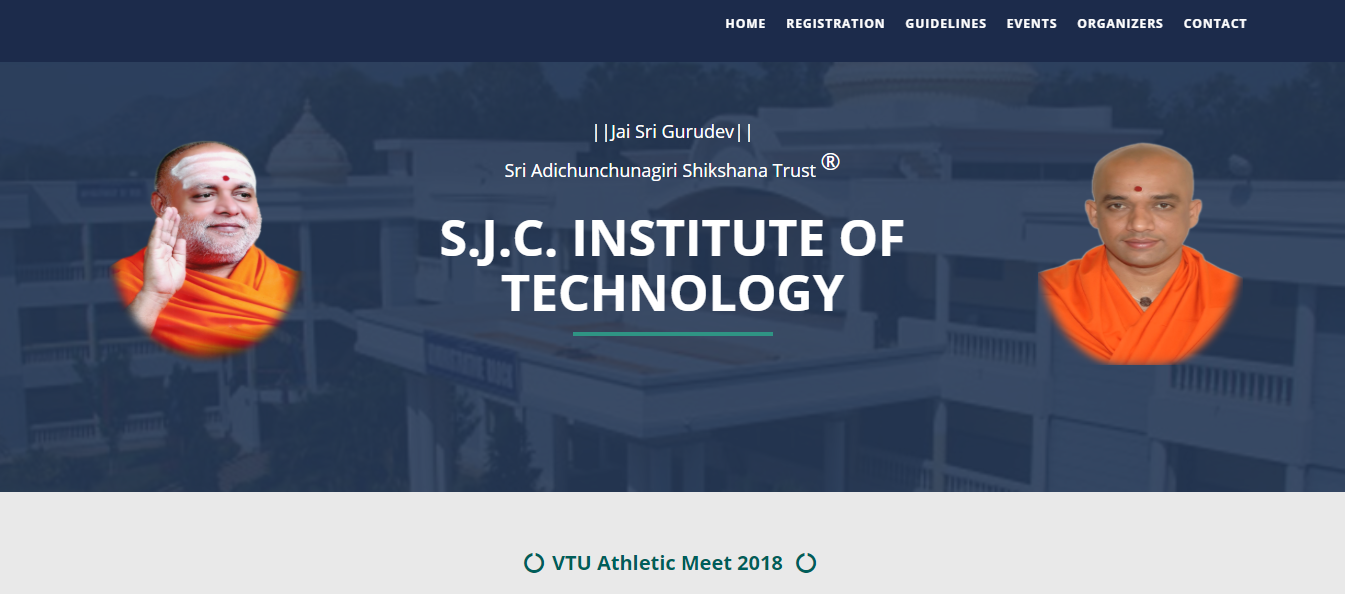 HOME REGISTRATION GUIDELINES EVENTS ORGANIZERS CONTACT
||Jai Sri Gurudev||
Sri Adichunchunagiri Shikshana Trust ®
S.J.C. INSTITUTE OF
TECHNOLOGY
VTU Athletic Meet 2018